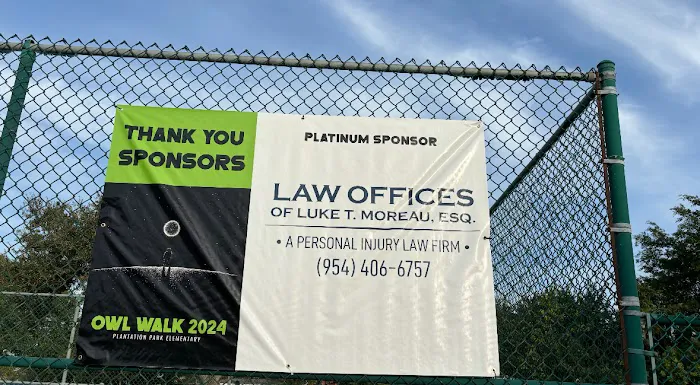 THANK YOU
SPONSORS
OWL WALK 2024
PLANTATION PARK ELEMENTARY
PLATINUM SPONSOR
LAW OFFICES
OF LUKE T. MOREAU, ESQ.
• A PERSONAL INJURY LAW FIRM •
(954) 406-6757